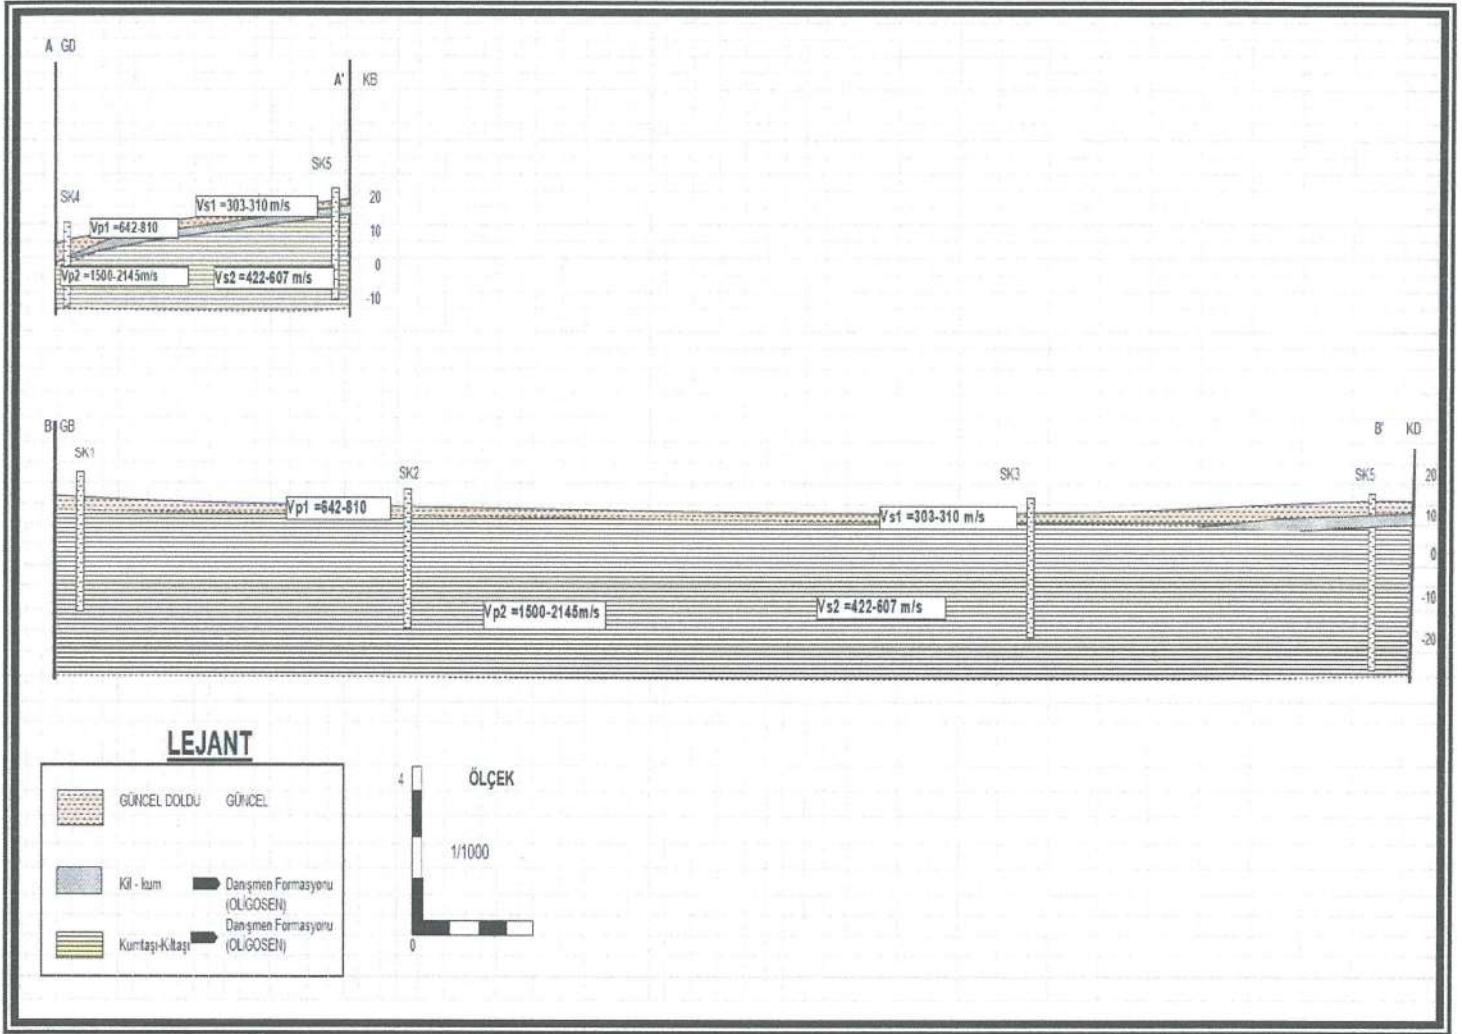 A GD
A' KB
SK5
SK4
20
Vs1 =303-310 m/s
Vp1 =642-810
10
0
Vp2 =1500-2145m/s
Vs2 =422-607 m/s
-10
B GB
B' KD
SK1
SK2
SK3
SK5
20
Vp1 =642-810
Vs1 =303-310 m/s
10
0
-10
Vp2 =1500-2145m/s
Vs2 =422-607 m/s
-20
LEJANT
GÜNCEL DOLDU GÜNCEL
Kil - kum
Danışmen Formasyonu
(OLİGOSEN)
Kumtaşı-Kiltaşı
Danışmen Formasyonu
(OLİGOSEN)
4
ÖLÇEK
1/1000
0